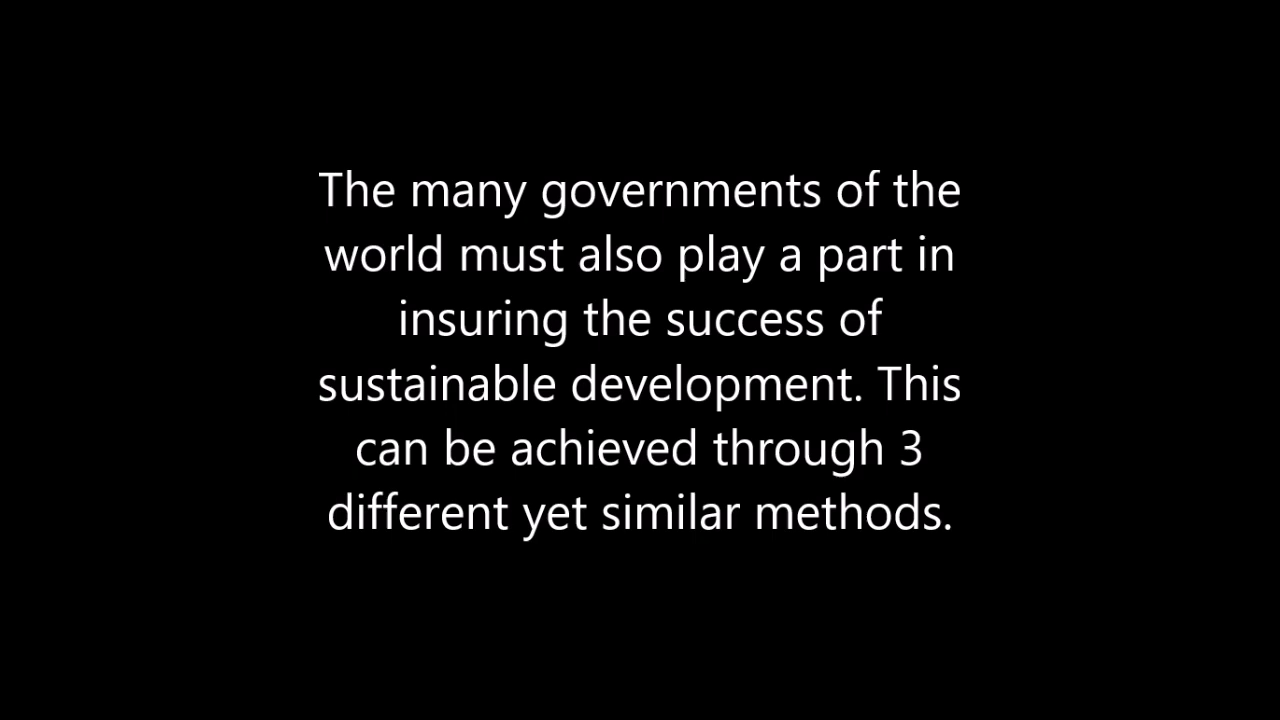 The many governments of the
world must also play a part in
insuring the success of
sustainable development. This
can be achieved through 3
different yet similar methods.